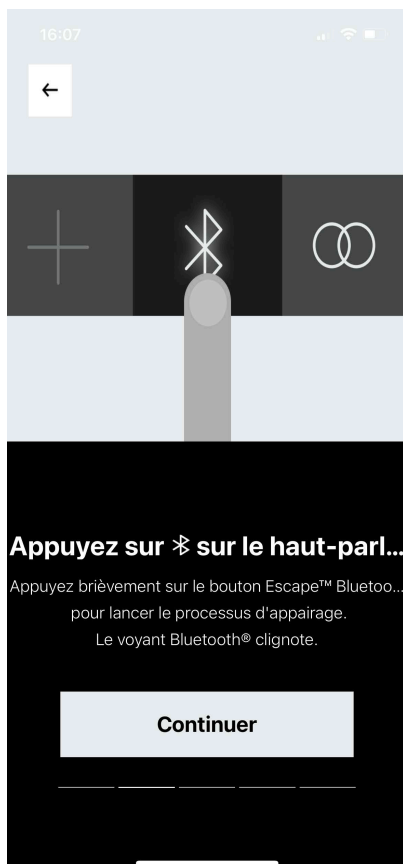 16:07
Appuyez sur sur le haut-parl...
Appuyez brièvement sur le bouton Escape™ Bluetoo...
pour lancer le processus d'appairage.
Le voyant Bluetooth® clignote.
Continuer